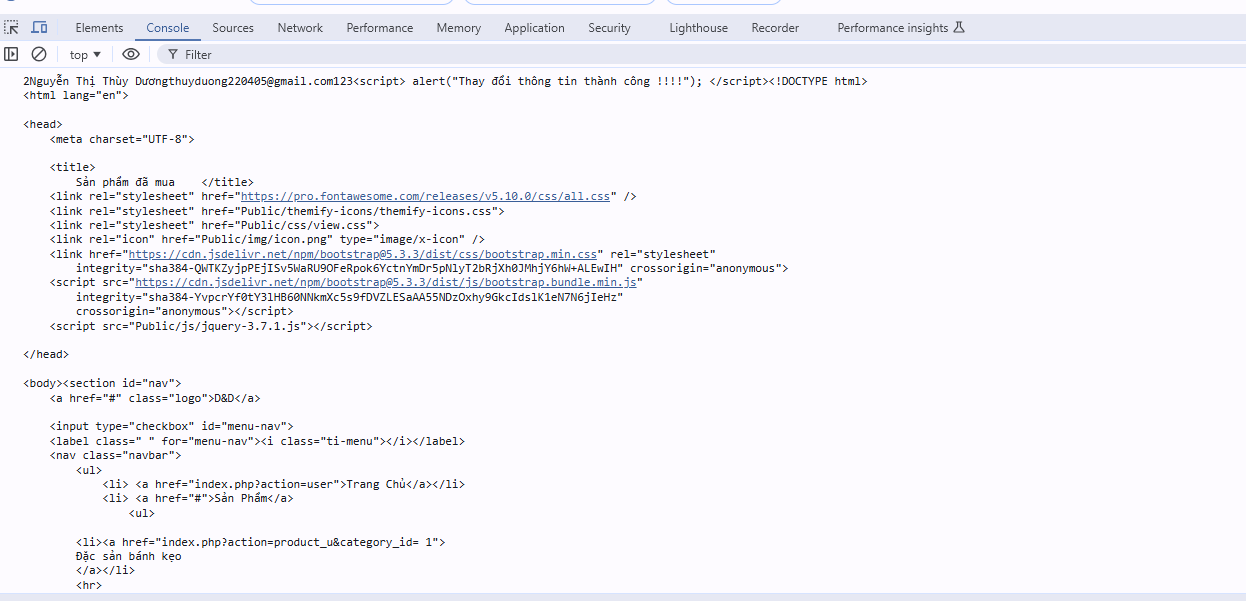 Elements Console Sources Network Performance Memory Application Security Lighthouse Recorder Performance insights
top Filter
2Nguyễn Thị Thùy Dươngthuyduong220405@gmail.com123<script> alert("Thay đổi thông tin thành công !!!!"); </script><!DOCTYPE html>
<html lang="en">
<head>
<meta charset="UTF-8">
<title>
Sản phẩm đã mua </title>
<link rel="stylesheet" href="https://pro.fontawesome.com/releases/v5.10.0/css/all.css" />
<link rel="stylesheet" href="Public/themify-icons/themify-icons.css">
<link rel="stylesheet" href="Public/css/view.css">
<link rel="icon" href="Public/img/icon.png" type="image/x-icon" />
<link href="https://cdn.jsdelivr.net/npm/bootstrap@5.3.3/dist/css/bootstrap.min.css" rel="stylesheet"
integrity="sha384-QWTKZyjpPEjISv5WaRU9OFeRpok6YctnYmDr5pNlyT2bRjXh0JMhjY6hW+ALEwIH" crossorigin="anonymous">
<script src="https://cdn.jsdelivr.net/npm/bootstrap@5.3.3/dist/js/bootstrap.bundle.min.js"
integrity="sha384-YvpcrYf0tY3lHB60NNkmXc5s9fDVZLESaAA55NDzOxhy9GkcIdslK1eN7N6jIeHz"
crossorigin="anonymous"></script>
<script src="Public/js/jquery-3.7.1.js"></script>
</head>
<body><section id="nav">
<a href="#" class="logo">D&D</a>
<input type="checkbox" id="menu-nav">
<label class=" " for="menu-nav"><i class="ti-menu"></i></label>
<nav class="navbar">
<ul>
<li> <a href="index.php?action=user">Trang Chủ</a></li>
<li> <a href="#">Sản Phẩm</a>
<ul>
<li><a href="index.php?action=product_u&category_id= 1">
Đặc sản bánh kẹo
</a></li>
<hr>